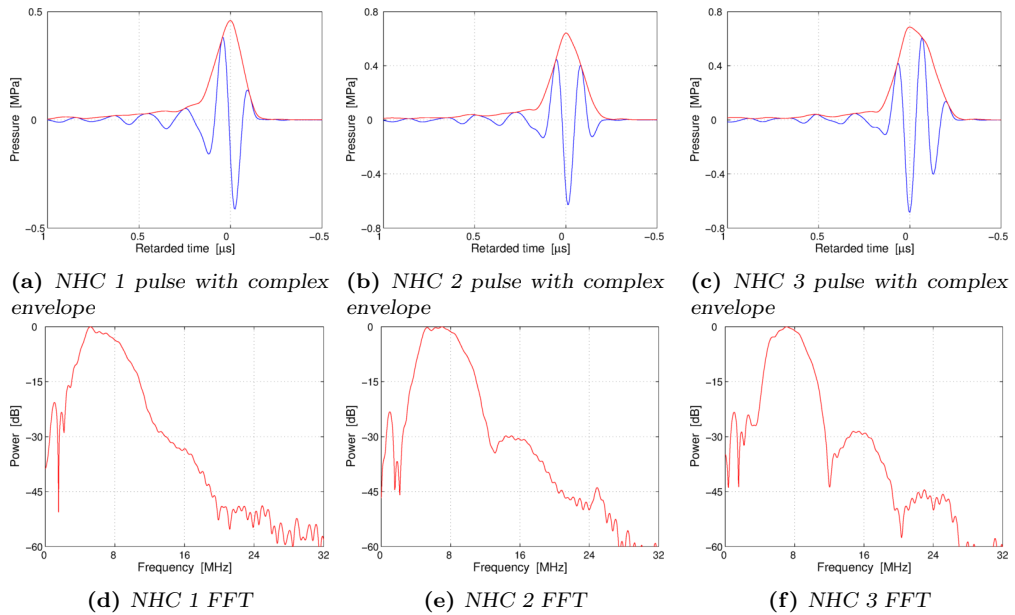 0.5
0
−0.5
Pressure [MPa]
1 0.5 0 −0.5
Retarded time [µs]
0.8
0.4
0
−0.4
−0.8
Pressure [MPa]
1 0.5 0 −0.5
Retarded time [µs]
0.8
0.4
0
−0.4
−0.8
Pressure [MPa]
1 0.5 0 −0.5
Retarded time [µs]
(a) NHC 1 pulse with complex
envelope
(b) NHC 2 pulse with complex
envelope
(c) NHC 3 pulse with complex
envelope
0
−15
−30
−45
−60
Power [dB]
0 8 16 24 32
Frequency [MHz]
0
−15
−30
−45
−60
Power [dB]
0 8 16 24 32
Frequency [MHz]
0
−15
−30
−45
−60
Power [dB]
0 8 16 24 32
Frequency [MHz]
(d) NHC 1 FFT
(e) NHC 2 FFT
(f) NHC 3 FFT